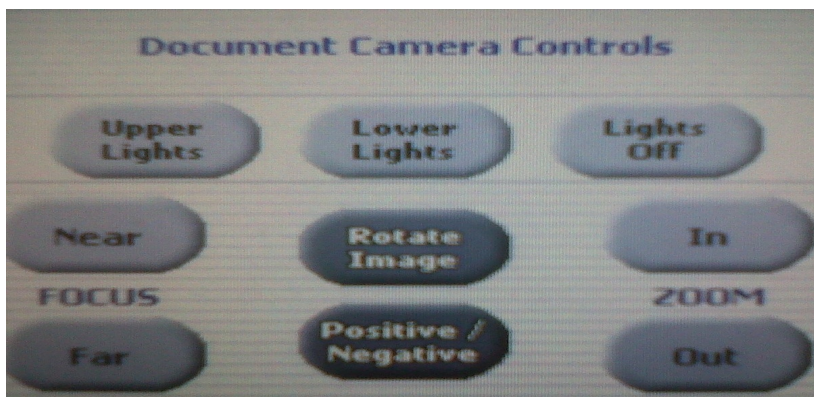 Document Camera Controls
Upper
Lights
Lower
Lights
Lights
Off
Near
Rotate
Image
In
FOCUS
ZOOM
Far
Positive /
Negative
Out